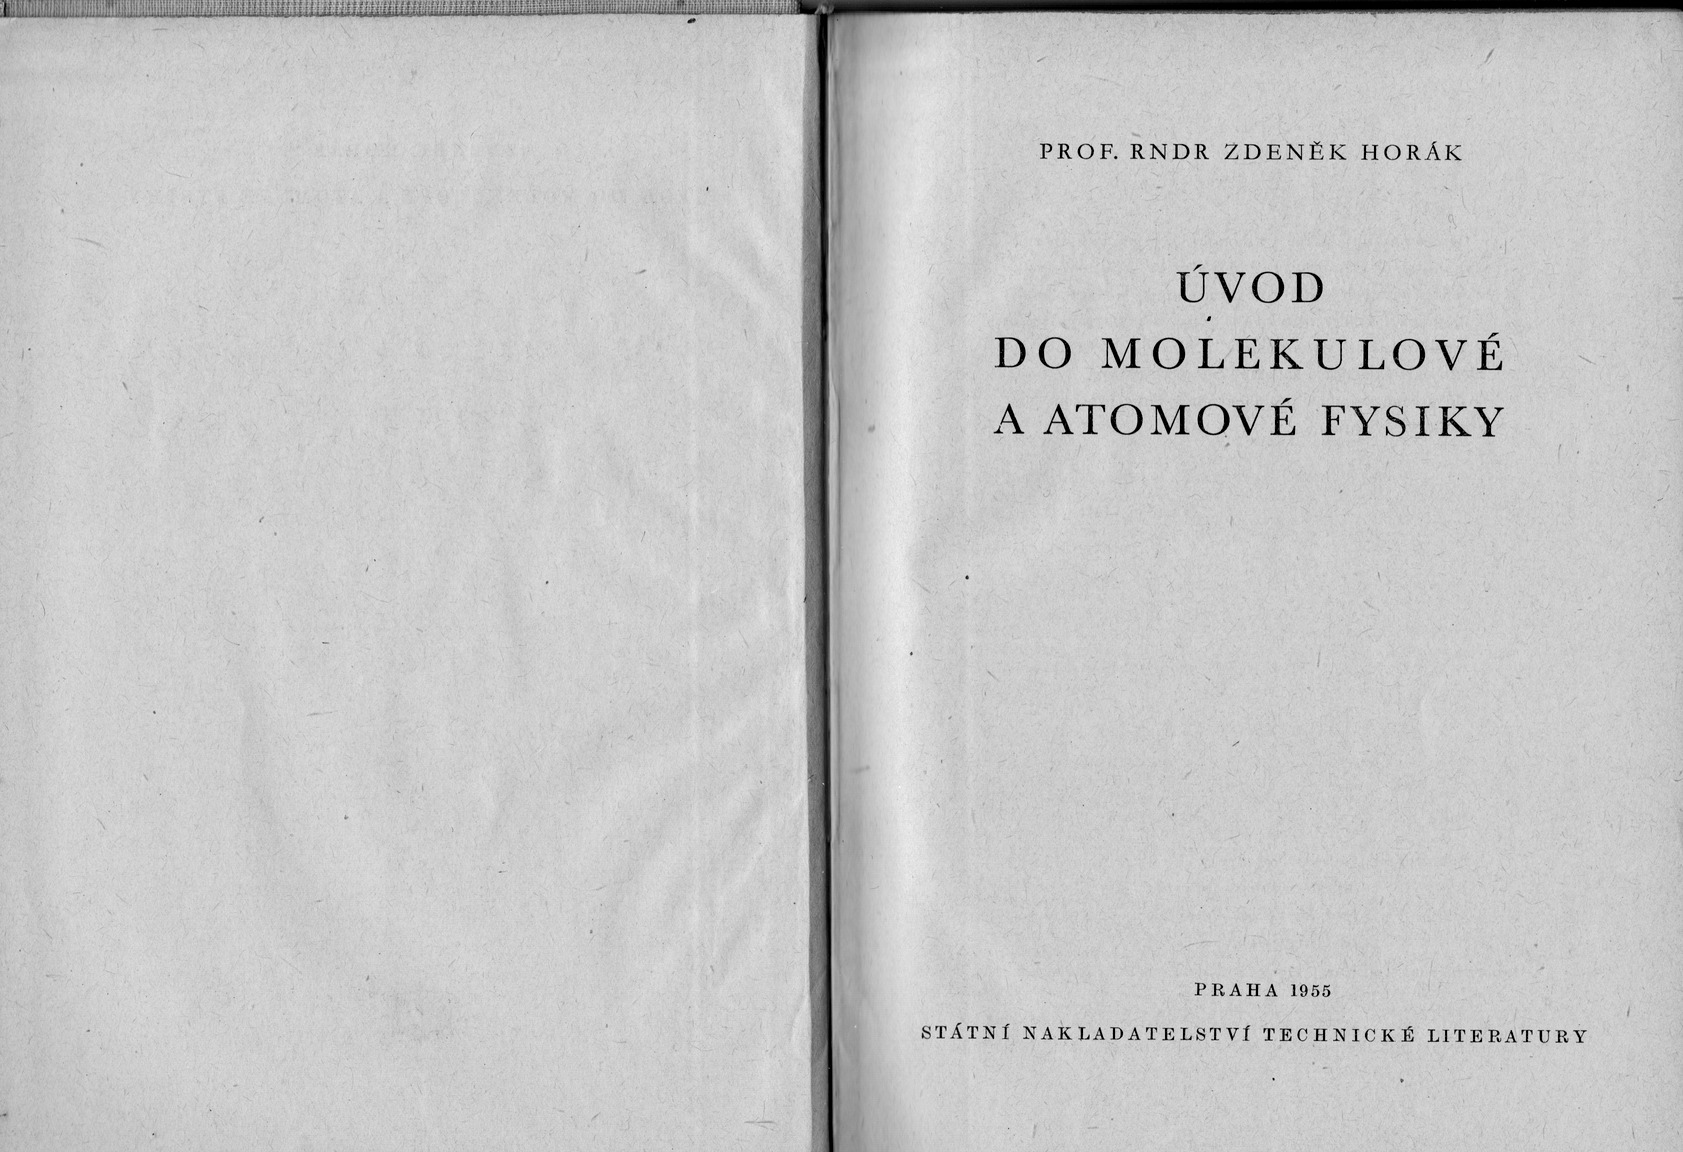 PROF. RNDR ZDENĚK HORÁK
ÚVOD
DO MOLEKULOVÉ
A ATOMOVÉ FYSIKY
PRAHA 1955
STÁTNÍ NAKLADATELSTVÍ TECHNICKÉ LITERATURY